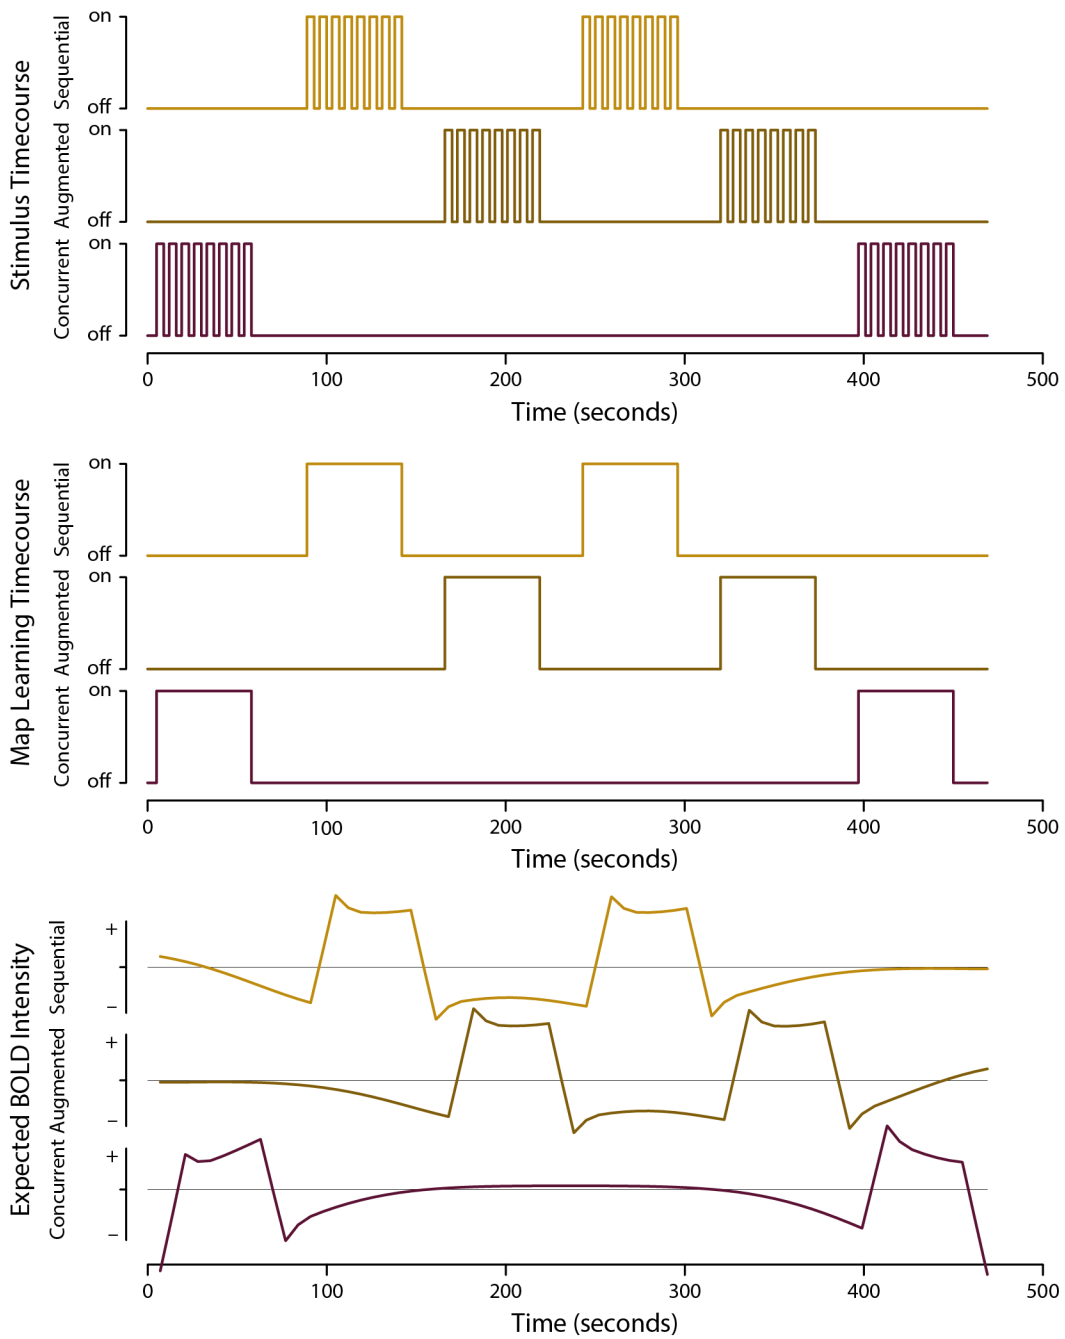 Stimulus Timecourse
Sequential
on
off
Augmented
on
off
Concurrent
on
off
0 100 200 300 400 500
Time (seconds)
Map Learning Timecourse
Sequential
on
off
Augmented
on
off
Concurrent
on
off
0 100 200 300 400 500
Time (seconds)
Expected BOLD Intensity
Sequential
+
−
Augmented
+
−
Concurrent
+
−
0 100 200 300 400 500
Time (seconds)